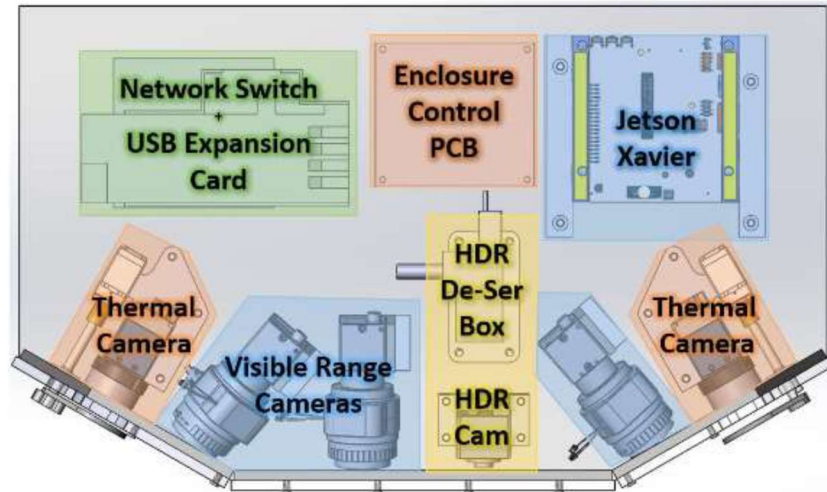 Network Switch
+
USB Expansion
Card
Enclosure
Control
PCB
Jetson
Xavier
Thermal
Camera
Visible Range
Cameras
HDR
De-Ser
Box
HDR
Cam
Thermal
Camera